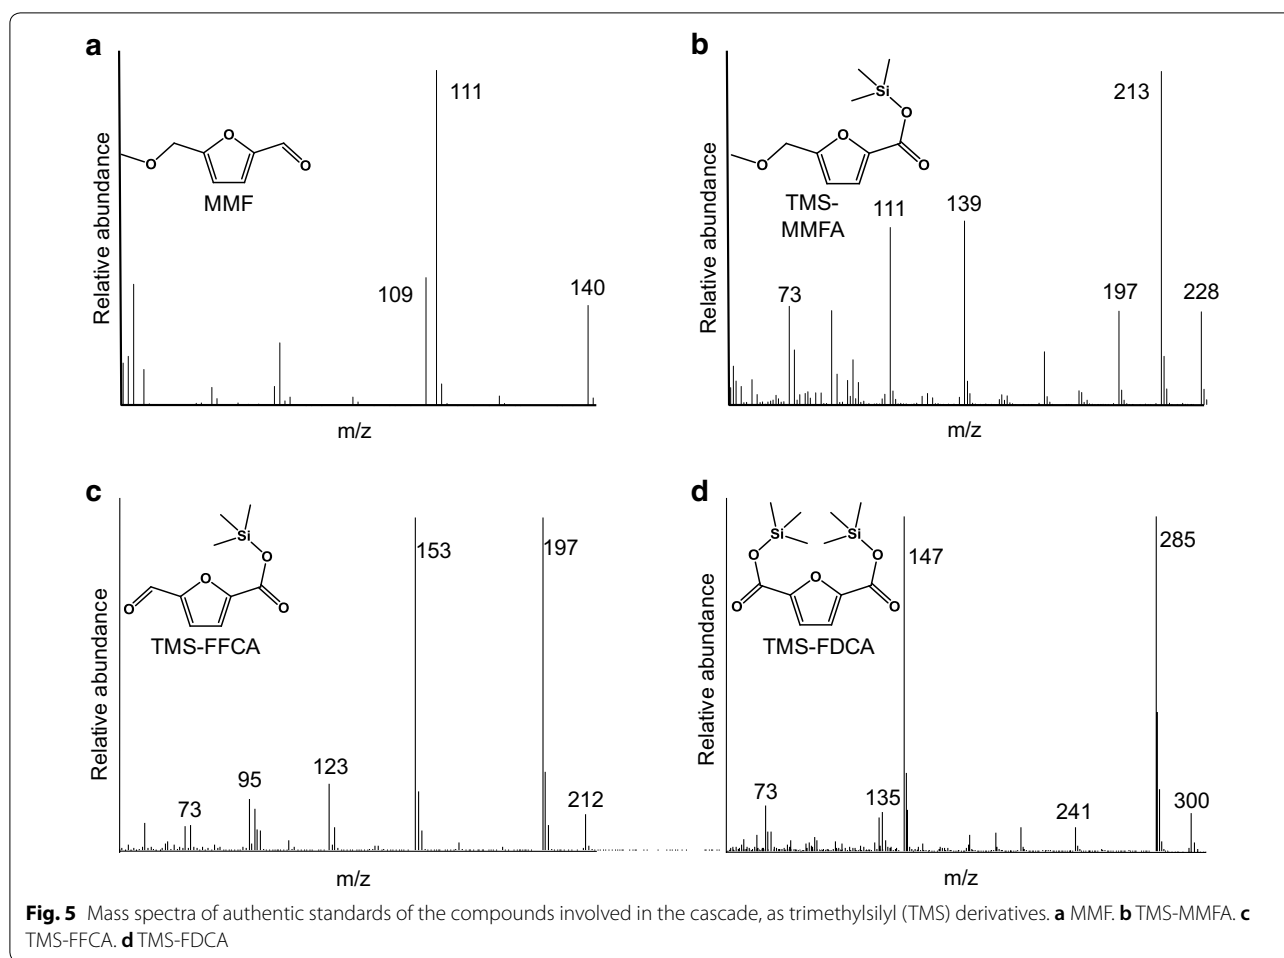 a
Relative abundance
111
109
140
O
O
O
MMF
m/z
b
Relative abundance
213
Si
O
O
O
O
TMS-
MMFA
111
139
73
197
228
m/z
c
Relative abundance
153
197
Si
O
O
O
O
TMS-FFCA
123
95
73
212
m/z
d
Relative abundance
147
285
Si
Si
O
O
O
O
O
TMS-FDCA
73
135
241
300
m/z
Fig. 5 Mass spectra of authentic standards of the compounds involved in the cascade, as trimethylsilyl (TMS) derivatives. a MMF. b TMS-MMFA. c
TMS-FFCA. d TMS-FDCA